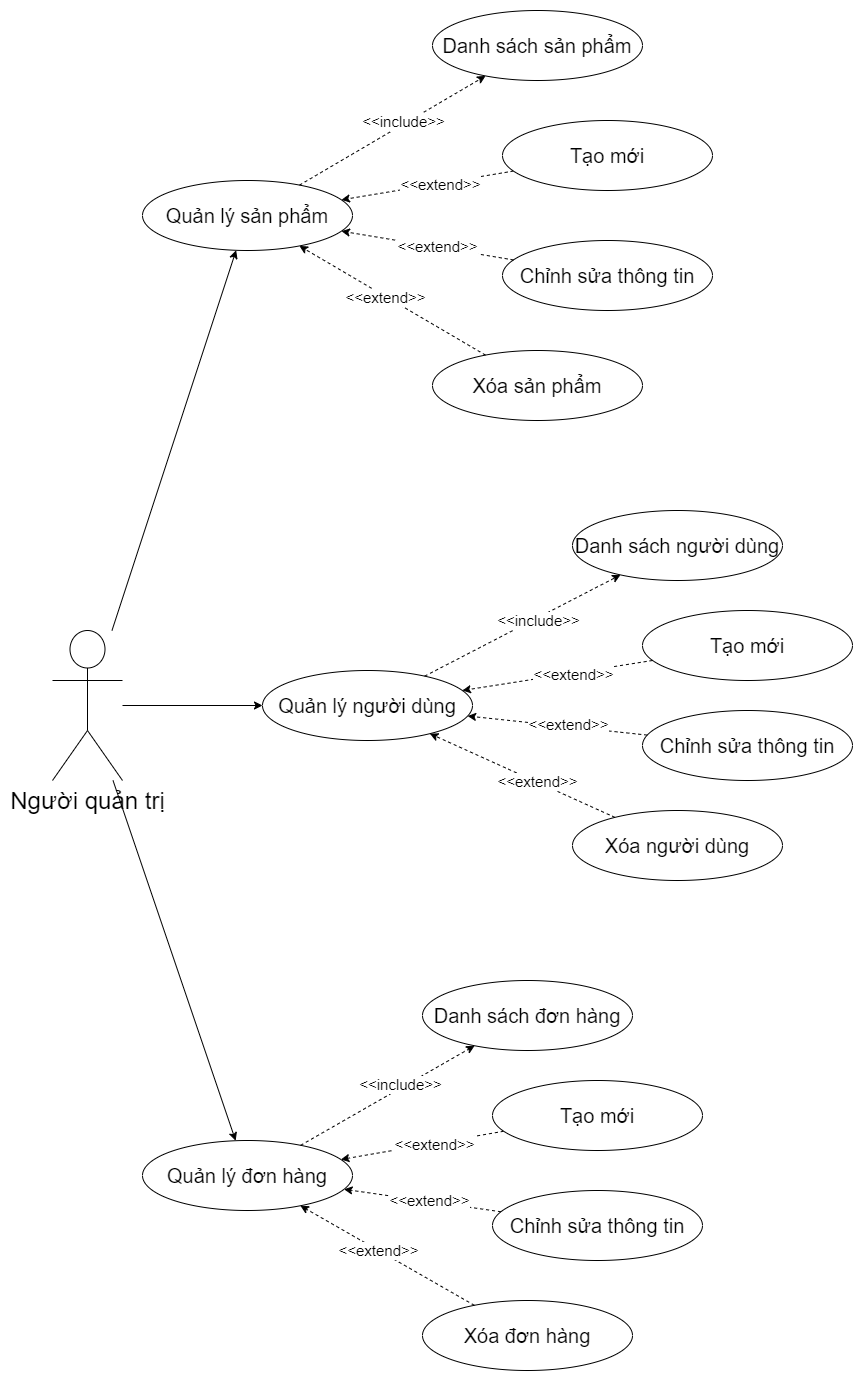 Danh sách sản phẩm
<<include>>
Tạo mới
<<extend>>
Quản lý sản phẩm
<<extend>>
Chỉnh sửa thông tin
<<extend>>
Xóa sản phẩm
Danh sách người dùng
<<include>>
Tạo mới
<<extend>>
Quản lý người dùng
<<extend>>
Chỉnh sửa thông tin
<<extend>>
Xóa người dùng
Người quản trị
Danh sách đơn hàng
<<include>>
Tạo mới
<<extend>>
Quản lý đơn hàng
<<extend>>
Chỉnh sửa thông tin
<<extend>>
Xóa đơn hàng